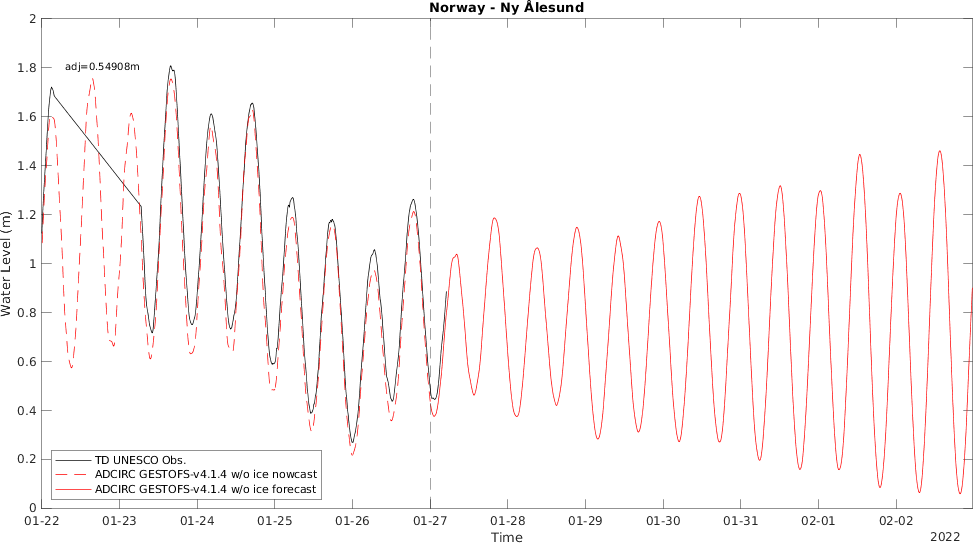 Norway - Ny Ålesund
2
1.8
1.6
1.4
1.2
1
0.8
0.6
0.4
0.2
0
Water Level (m)
adj=0.54908m
TD UNESCO Obs.
ADCIRC GESTOFS-v4.1.4 w/o ice nowcast
ADCIRC GESTOFS-v4.1.4 w/o ice forecast
01-22 01-23 01-24 01-25 01-26 01-27 01-28 01-29 01-30 01-31 02-01 02-02
Time
2022